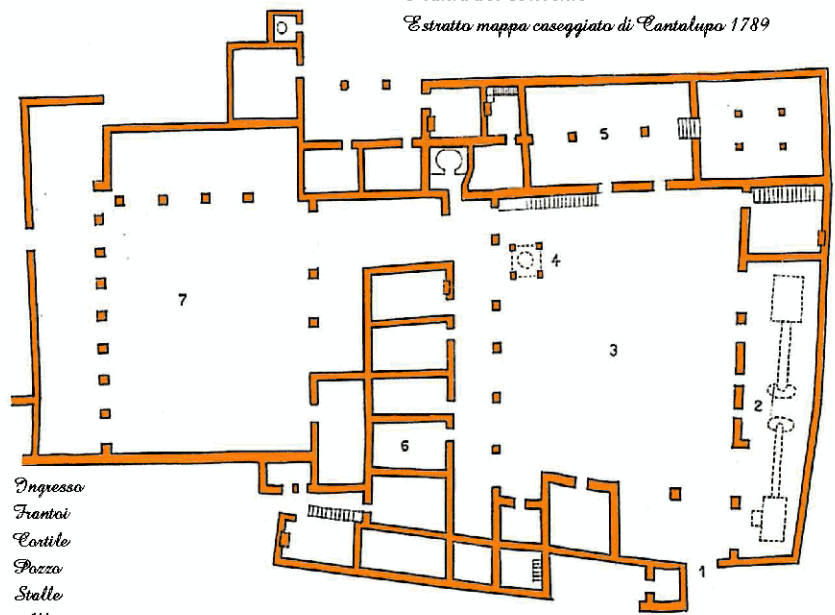 Estratto mappa caseggiato di Cantalupo 1789
5
4
7
3
2
6
1
Ingresso
Frantoi
Cortile
Pozzo
Stalle